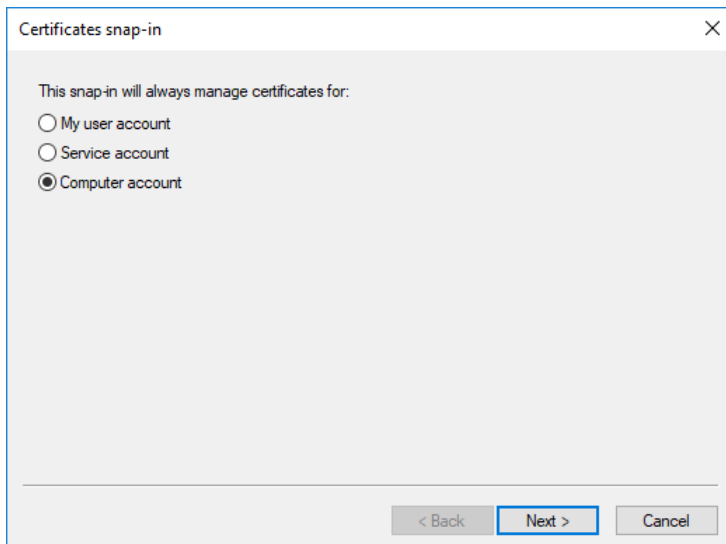 Certificates snap-in
This snap-in will always manage certificates for:
My user account
Service account
Computer account
< Back
Next >
Cancel